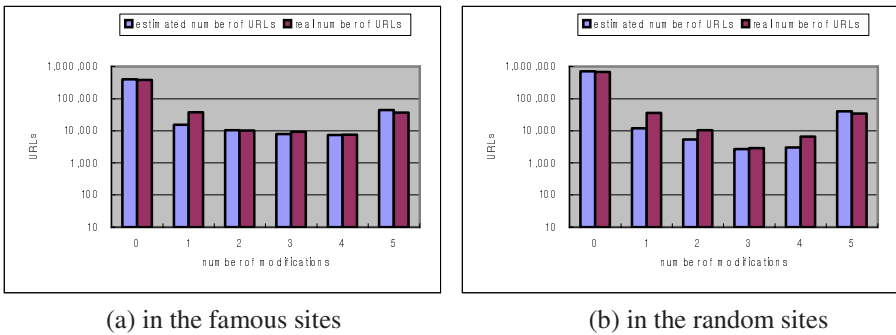 estimated number of URLs real number of URLs
1,000,000
100,000
10,000
1,000
100
10
URLs
0 1 2 3 4 5
number of modifications
(a) in the famous sites
estimated number of URLs real number of URLs
1,000,000
100,000
10,000
1,000
100
10
URLs
0 1 2 3 4 5
number of modifications
(b) in the random sites